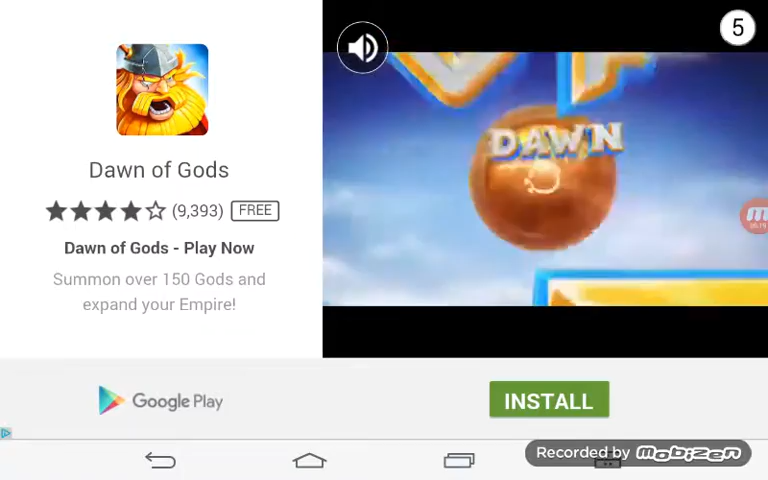 5
DAWN
Dawn of Gods
(9,393) FREE
Dawn of Gods - Play Now
Summon over 150 Gods and
expand your Empire!
Google Play
INSTALL
Recorded by mobizen